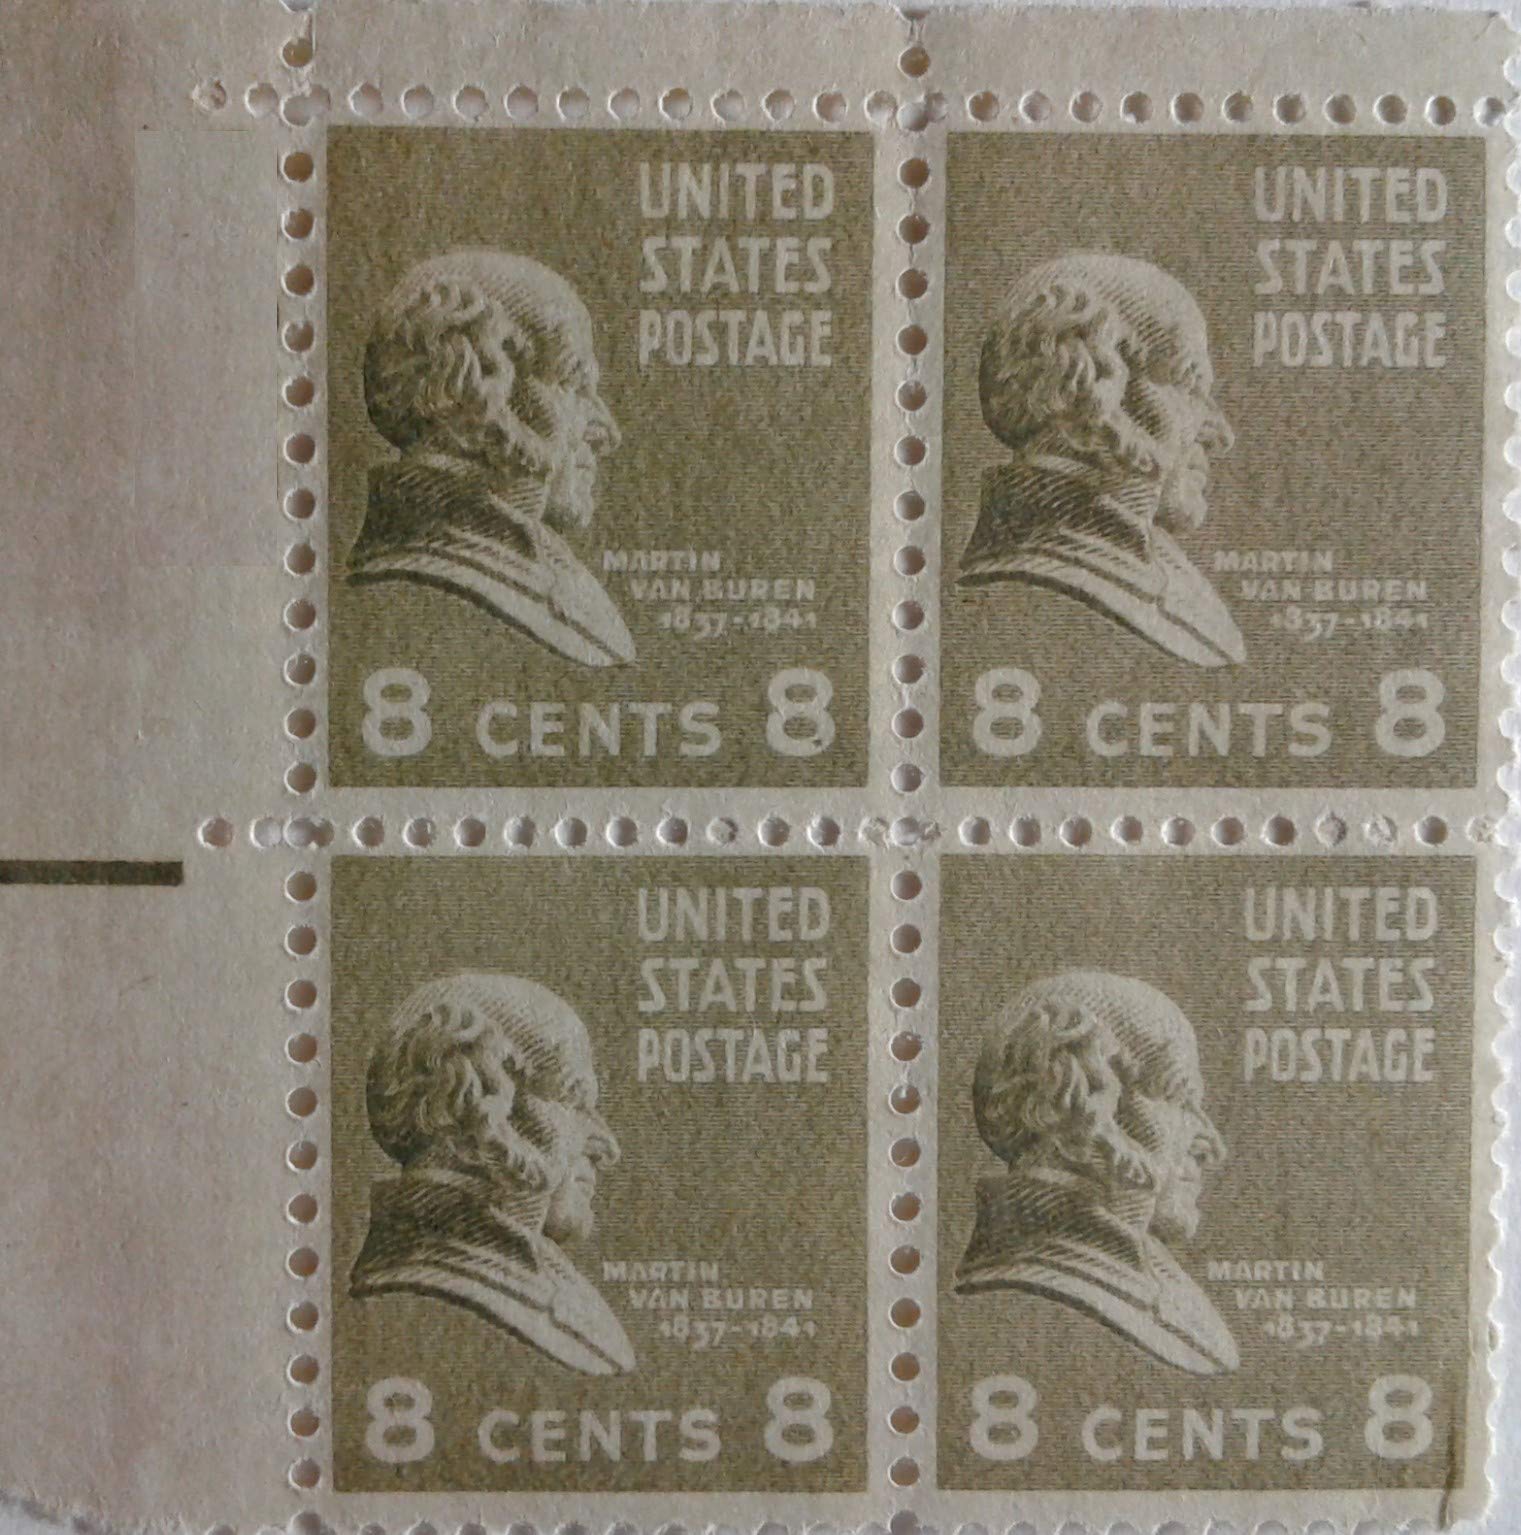 UNITED
STATES
POSTAGE
MARTIN
VAN BUREN
1837-1841
8 CENTS 8
UNITED
STATES
POSTAGE
MARTIN
VAN BUREN
1837-1841
8 CENTS 8
UNITED
STATES
POSTAGE
MARTIN
VAN BUREN
1837-1841
8 CENTS 8
UNITED
STATES
POSTAGE
MARTIN
VAN BUREN
1837-1841
8 CENTS 8